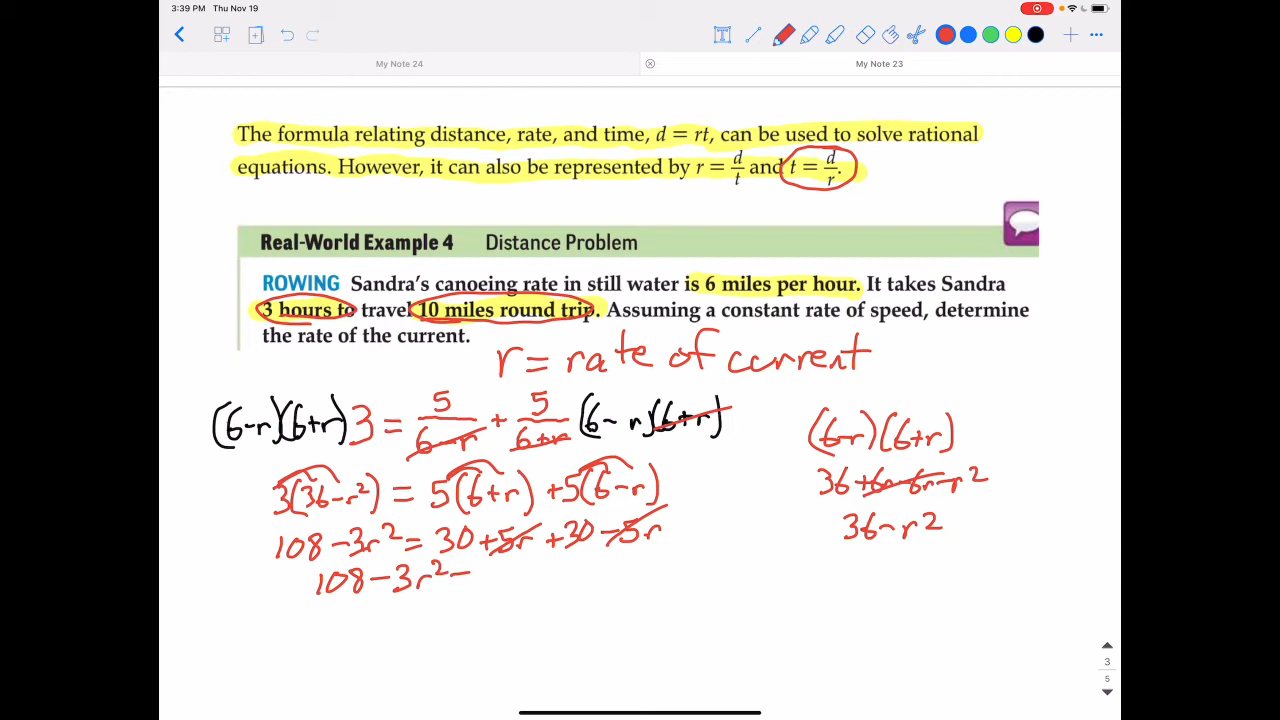 3:39 PM Thu Nov 19
My Note 24
My Note 23
The formula relating distance, rate, and time, d = rt, can be used to solve rational
equations. However, it can also be represented by r = d/t and t = d/r.
Real-World Example 4 Distance Problem
ROWING Sandra's canoeing rate in still water is 6 miles per hour. It takes Sandra
3 hours to travel 10 miles round trip. Assuming a constant rate of speed, determine
the rate of the current.
r = rate of current
(6-r)(6+r) 3 = 5/(6-r) + 5/(6+r) (6-r)(6+r)
(6-r)(6+r)
3(36-r²) = 5(6+r) + 5(6-r)
36+6r-6r-r²
108-3r² = 30+5r+30-5r
36-r²
108-3r² -
3
5